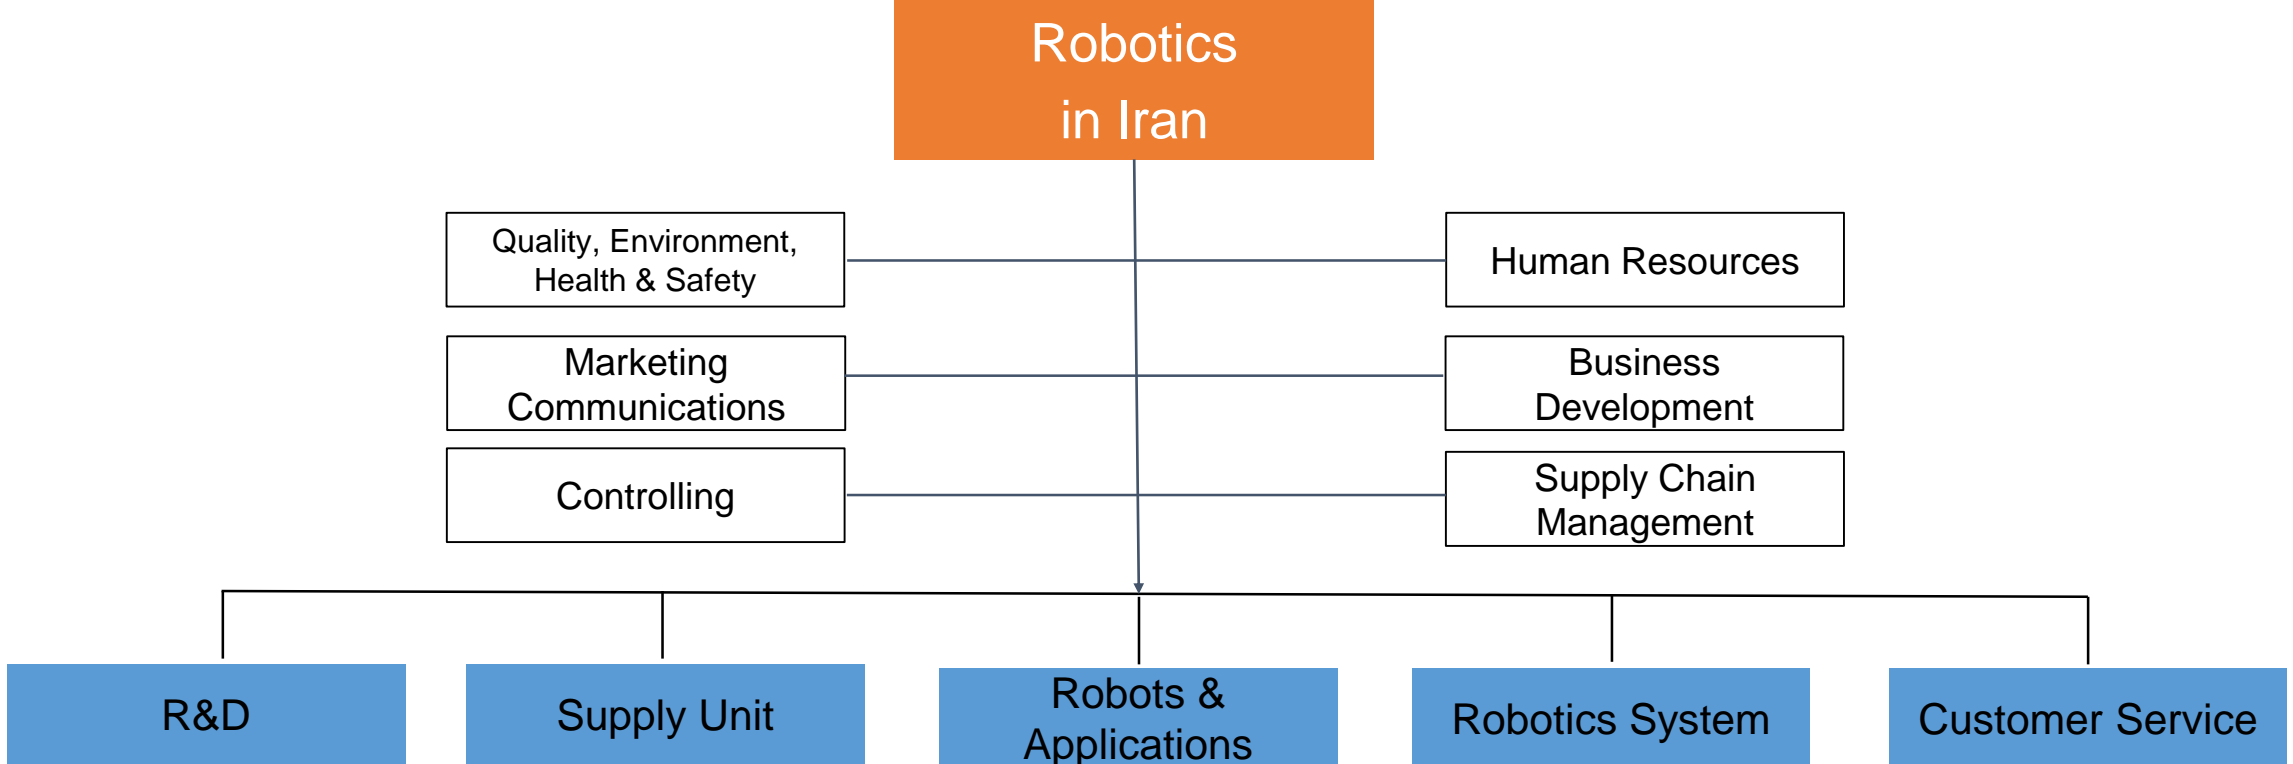 Robotics
in Iran
Quality, Environment,
Health & Safety
Human Resources
Marketing
Communications
Business
Development
Controlling
Supply Chain
Management
R&D
Supply Unit
Robots &
Applications
Robotics System
Customer Service